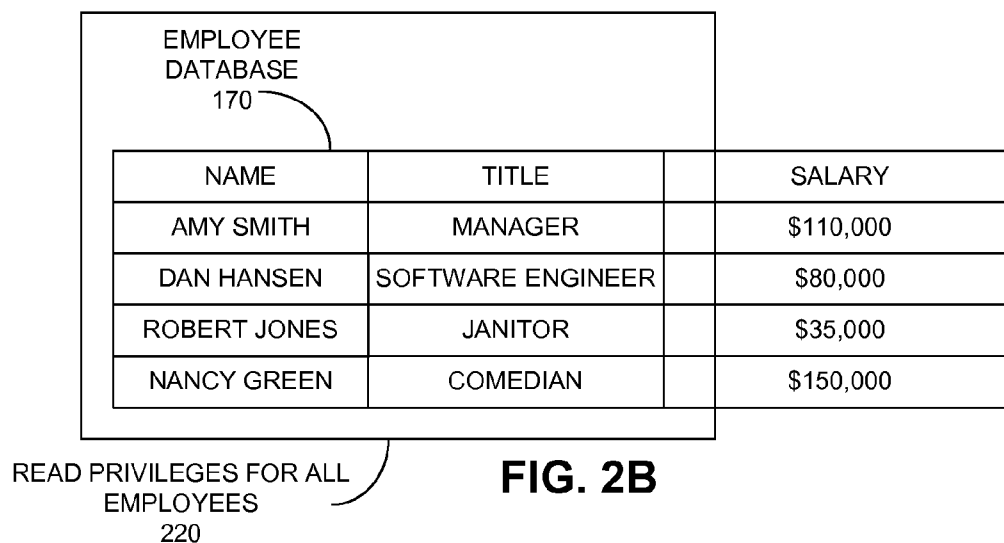 EMPLOYEE
DATABASE
170
NAME TITLE SALARY
AMY SMITH MANAGER $110,000
DAN HANSEN SOFTWARE ENGINEER $80,000
ROBERT JONES JANITOR $35,000
NANCY GREEN COMEDIAN $150,000
READ PRIVILEGES FOR ALL
EMPLOYEES
220
FIG. 2B